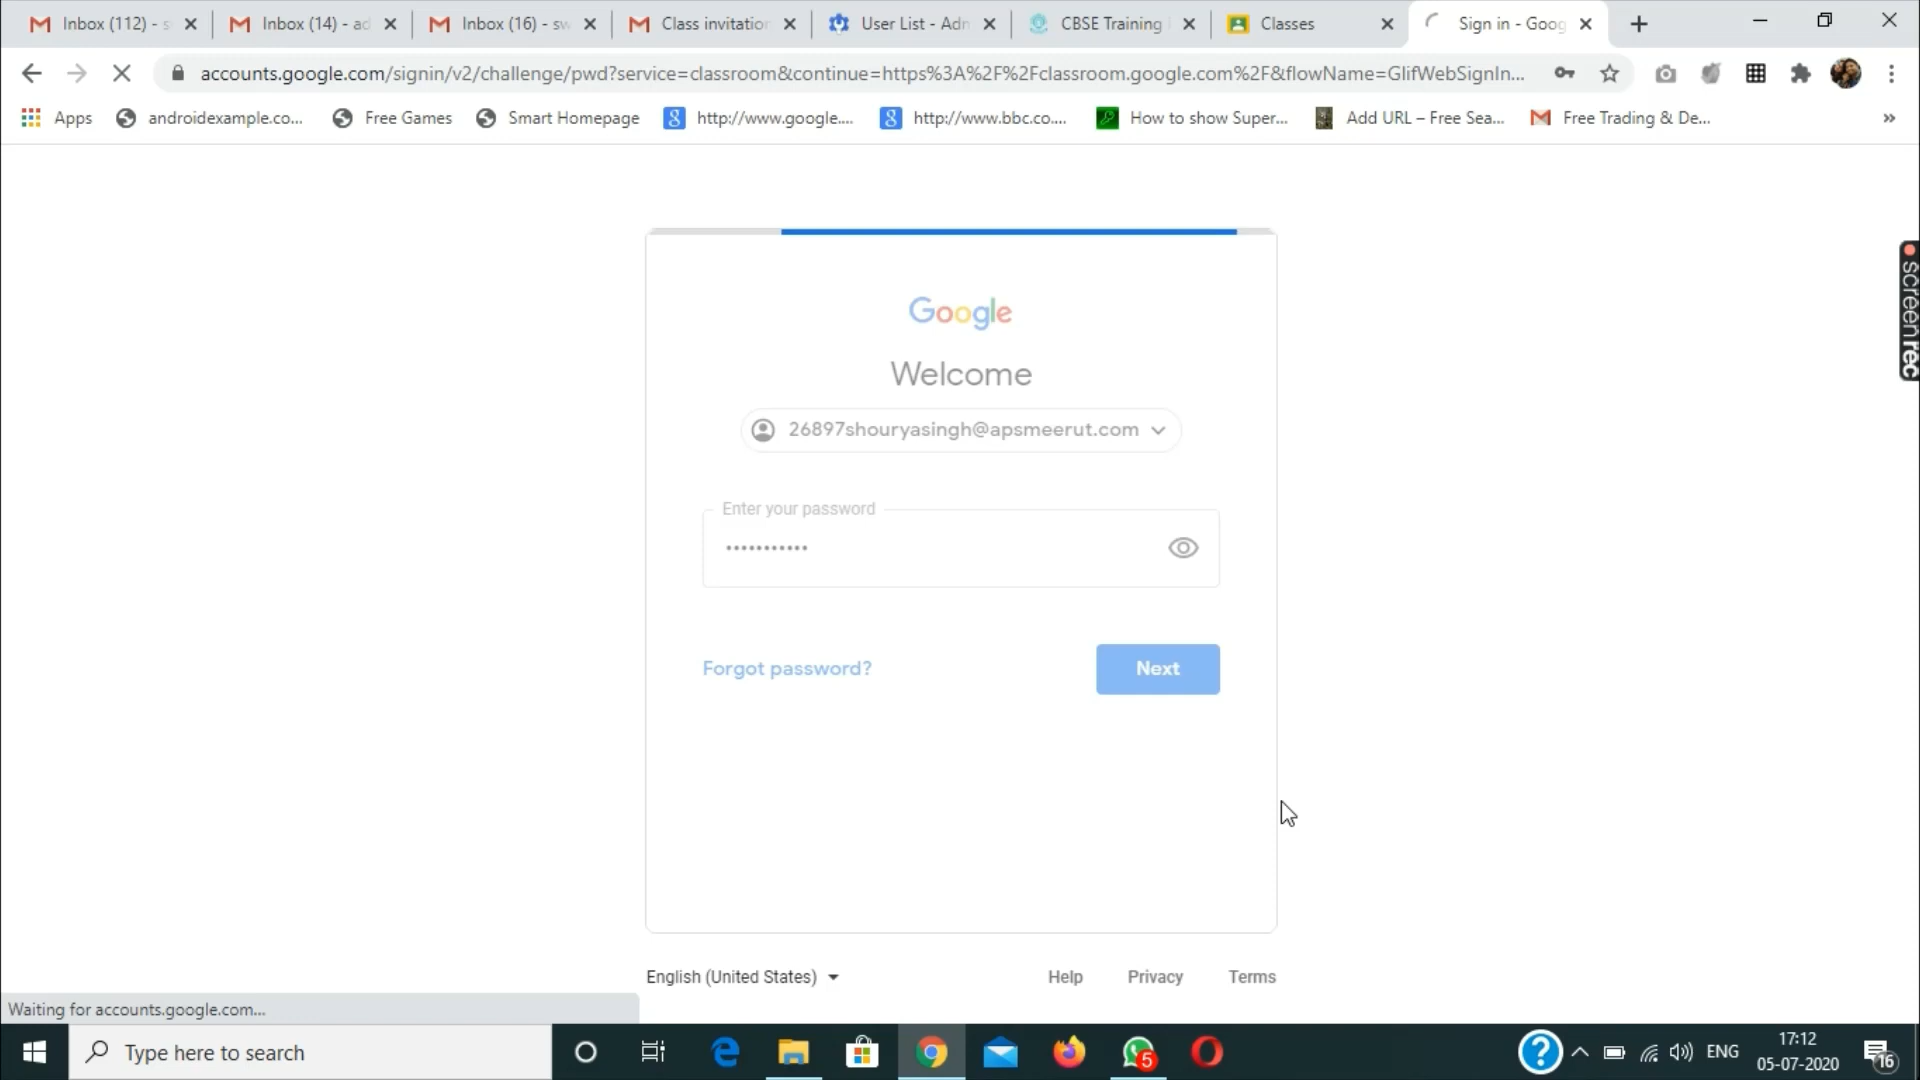 Inbox (112) - s
Inbox (14) - ad
Inbox (16) - sw
Class invitation
User List - Adm
CBSE Training
Classes
Sign in - Goog
accounts.google.com/signin/v2/challenge/pwd?service=classroom&continue=https%3A%2F%2Fclassroom.google.com%2F&flowName=GlifWebSignIn...
Apps
androidexample.co...
Free Games
Smart Homepage
http://www.google....
http://www.bbc.co....
How to show Super...
Add URL – Free Sea...
Free Trading & De...
»
screenrec
Google
Welcome
26897shouryasingh@apsmeerut.com
Enter your password
•••••••••••
Forgot password?
Next
English (United States)
Help
Privacy
Terms
Waiting for accounts.google.com...
Type here to search
5
ENG
17:12
05-07-2020
16